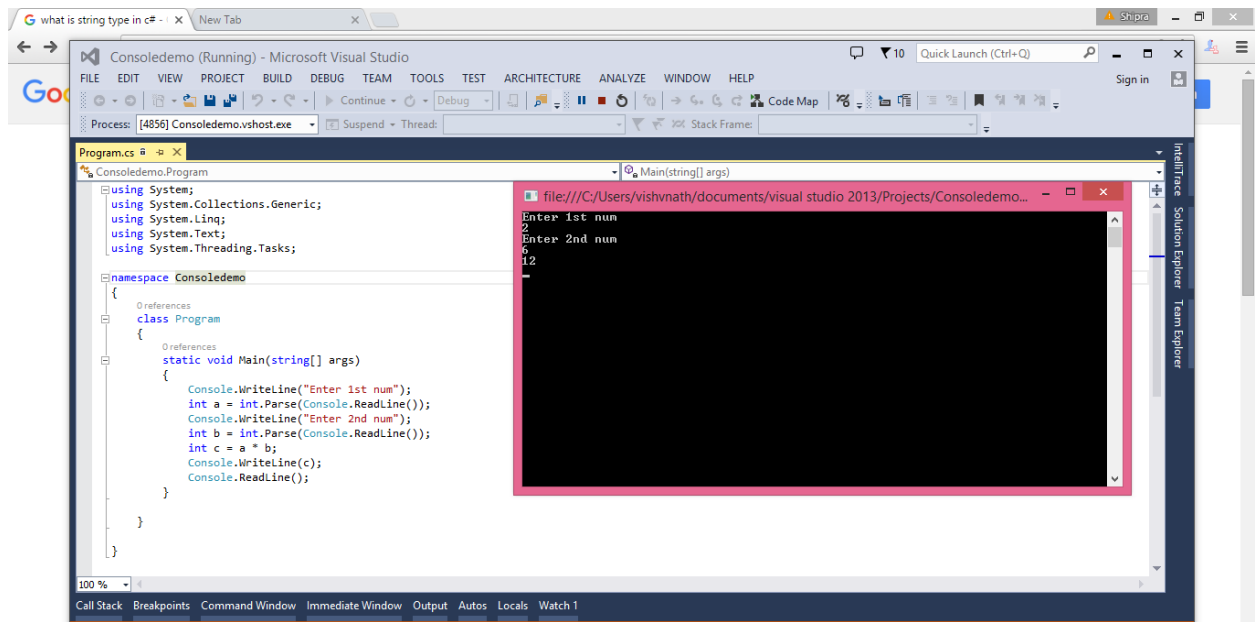 what is string type in c# -
New Tab
Shipra
Goo
Consoledemo (Running) - Microsoft Visual Studio
10
Quick Launch (Ctrl+Q)
FILE EDIT VIEW PROJECT BUILD DEBUG TEAM TOOLS TEST ARCHITECTURE ANALYZE WINDOW HELP
Sign in
Continue Debug Code Map
Process: [4856] Consoledemo.vshost.exe Suspend Thread: Stack Frame:
Program.cs
Consoledemo.Program
Main(string[] args)
using System;
using System.Collections.Generic;
using System.Linq;
using System.Text;
using System.Threading.Tasks;
namespace Consoledemo
{
0 references
class Program
{
0 references
static void Main(string[] args)
{
Console.WriteLine("Enter 1st num");
int a = int.Parse(Console.ReadLine());
Console.WriteLine("Enter 2nd num");
int b = int.Parse(Console.ReadLine());
int c = a * b;
Console.WriteLine(c);
Console.ReadLine();
}
}
}
file:///C:/Users/vishvnath/documents/visual studio 2013/Projects/Consoledemo...
Enter 1st num
2
Enter 2nd num
6
12
IntelliTrace
Solution Explorer
Team Explorer
100 %
Call Stack Breakpoints Command Window Immediate Window Output Autos Locals Watch 1